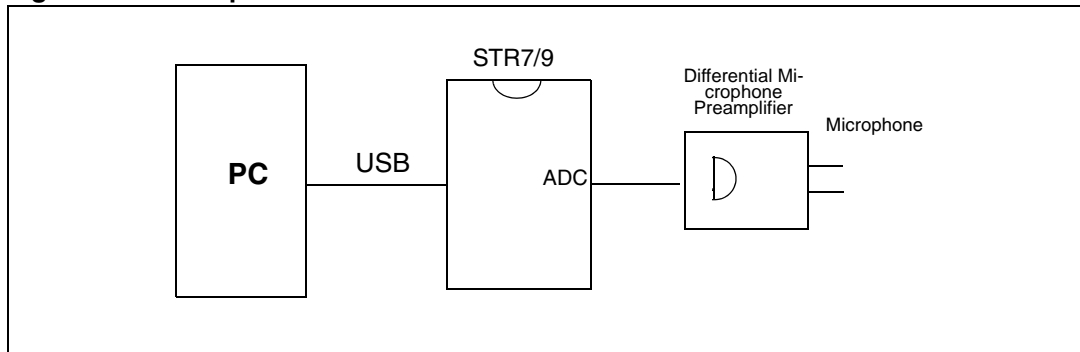 STR7/9
Differential Mi-
crophone
Preamplifier
Microphone
PC
USB
ADC